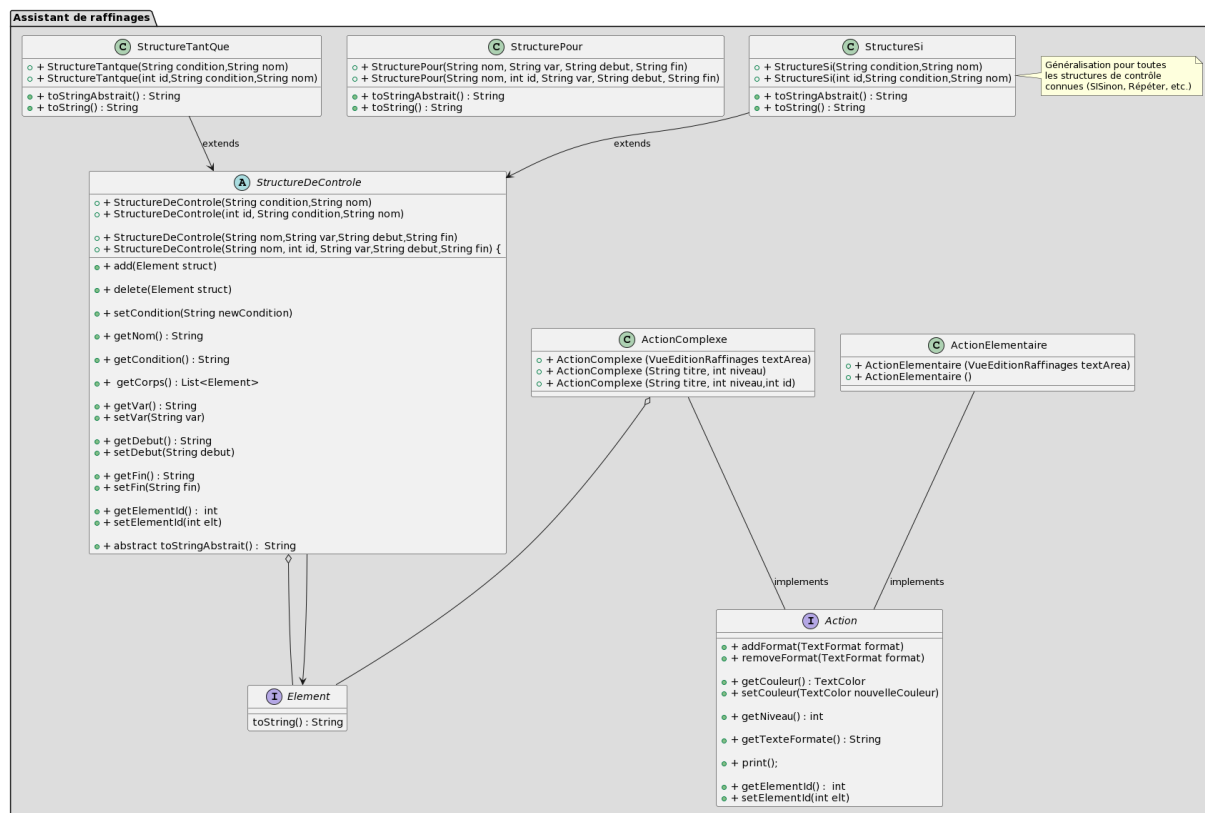 Assistant de raffinages
C StructureTantQue
+ StructureTantque(String condition,String nom)
+ StructureTantque(int id,String condition,String nom)
+ toStringAbstrait() : String
+ toString() : String
C StructurePour
+ StructurePour(String nom, String var, String debut, String fin)
+ StructurePour(String nom, int id, String var, String debut, String fin)
+ toStringAbstrait() : String
+ toString() : String
C StructureSi
+ StructureSi(String condition,String nom)
+ StructureSi(int id,String condition,String nom)
+ toStringAbstrait() : String
+ toString() : String
Généralisation pour toutes
les structures de contrôle
connues (SISinon, Répéter, etc.)
extends
extends
A StructureDeControle
+ StructureDeControle(String condition,String nom)
+ StructureDeControle(int id, String condition,String nom)
+ StructureDeControle(String nom,String var,String debut,String fin)
+ StructureDeControle(String nom, int id, String var,String debut,String fin) {
+ add(Element struct)
+ delete(Element struct)
+ setCondition(String newCondition)
+ getNom() : String
+ getCondition() : String
+ getCorps() : List<Element>
+ getVar() : String
+ setVar(String var)
+ getDebut() : String
+ setDebut(String debut)
+ getFin() : String
+ setFin(String fin)
+ getElementId() : int
+ setElementId(int elt)
+ abstract toStringAbstrait() : String
C ActionComplexe
+ ActionComplexe (VueEditionRaffinages textArea)
+ ActionComplexe (String titre, int niveau)
+ ActionComplexe (String titre, int niveau,int id)
C ActionElementaire
+ ActionElementaire (VueEditionRaffinages textArea)
+ ActionElementaire ()
implements
implements
I Element
toString() : String
I Action
+ addFormat(TextFormat format)
+ removeFormat(TextFormat format)
+ getCouleur() : TextColor
+ setCouleur(TextColor nouvelleCouleur)
+ getNiveau() : int
+ getTexteFormate() : String
+ print();
+ getElementId() : int
+ setElementId(int elt)